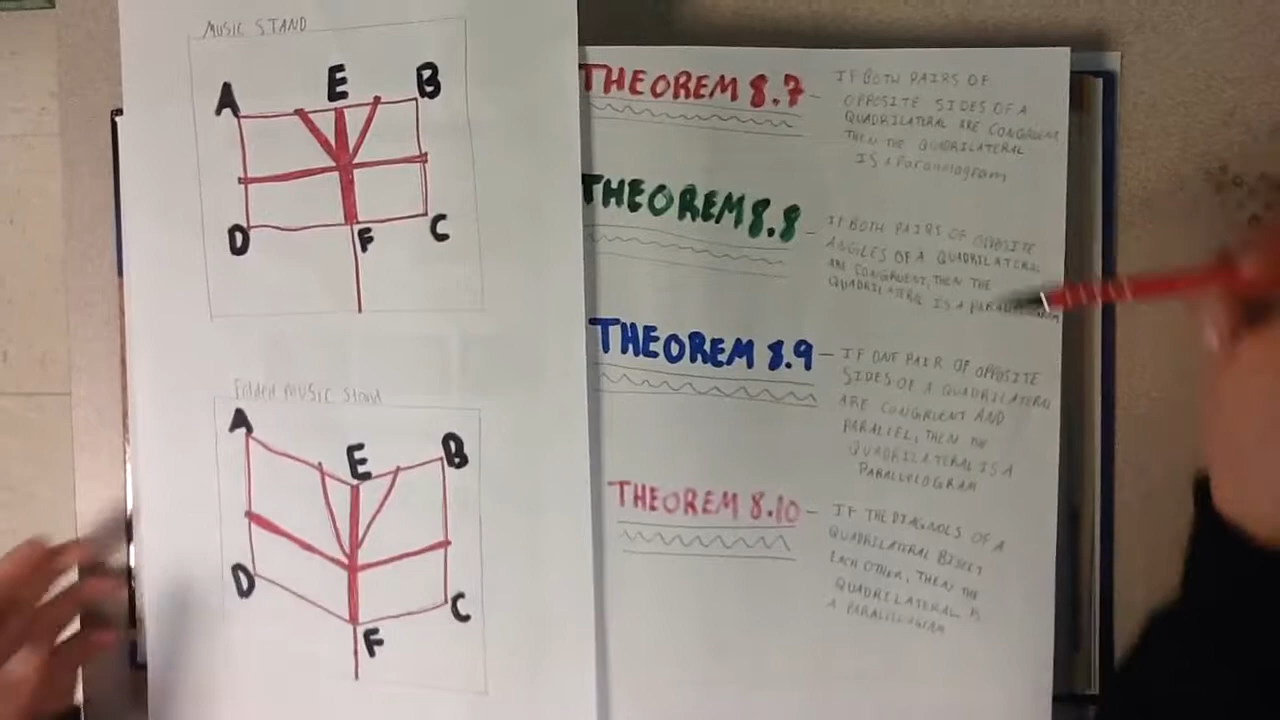 MUSIC STAND
A E B
D F C
Folded MUSIC Stand
A E B
D F C
THEOREM 8.7 - IF BOTH PAIRS OF
OPPOSITE SIDES OF A
QUADRILATERAL ARE CONGRUENT
THEN THE QUADRILATERAL
IS A Parallelogram
THEOREM 8.8 - IF BOTH PAIRS OF OPPOSITE
ANGLES OF A QUADRILATERAL
ARE CONGRUENT, THEN THE
QUADRILATERAL IS A
THEOREM 8.9 - IF ONE PAIR OF OPPOSITE
SIDES OF A QUADRILATERAL
ARE CONGRUENT AND
PARALLEL, THEN THE
QUADRILATERAL IS A
PARALLOLOGRAM
THEOREM 8.10 - IF THE DIAGNOLS OF A
QUADRILATERAL BISECT
EACH OTHER, THEN THE
QUADRILATERAL IS
A PARALLELOGRAM